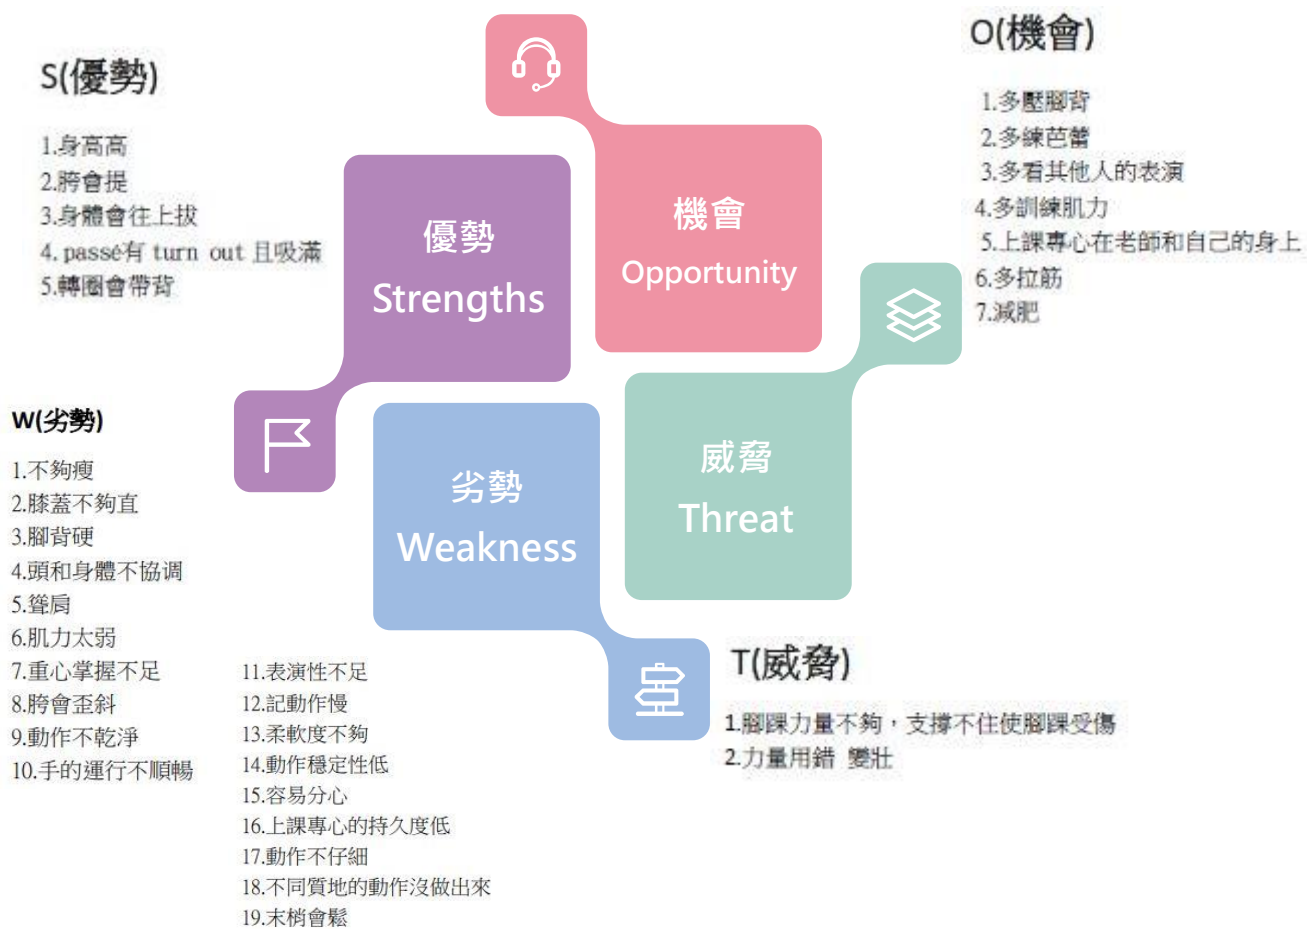 S(優勢)
1.身高高
2.胯會提
3.身體會往上拔
4. passé有 turn out 且吸滿
5.轉圈會帶背
優勢
Strengths
機會
Opportunity
O(機會)
1.多壓腳背
2.多練芭蕾
3.多看其他人的表演
4.多訓練肌力
5.上課專心在老師和自己的身上
6.多拉筋
7.減肥
W(劣勢)
1.不夠瘦
2.膝蓋不夠直
3.腳背硬
4.頭和身體不協调
5.聳肩
6.肌力太弱
7.重心掌握不足
8.胯會歪斜
9.動作不乾淨
10.手的運行不順暢
11.表演性不足
12.記動作慢
13.柔軟度不夠
14.動作穩定性低
15.容易分心
16.上課專心的持久度低
17.動作不仔細
18.不同質地的動作沒做出來
19.末梢會鬆
劣勢
Weakness
威脅
Threat
T(威脅)
1.腳踝力量不夠，支撐不住使腳踝受傷
2.力量用錯 變壯